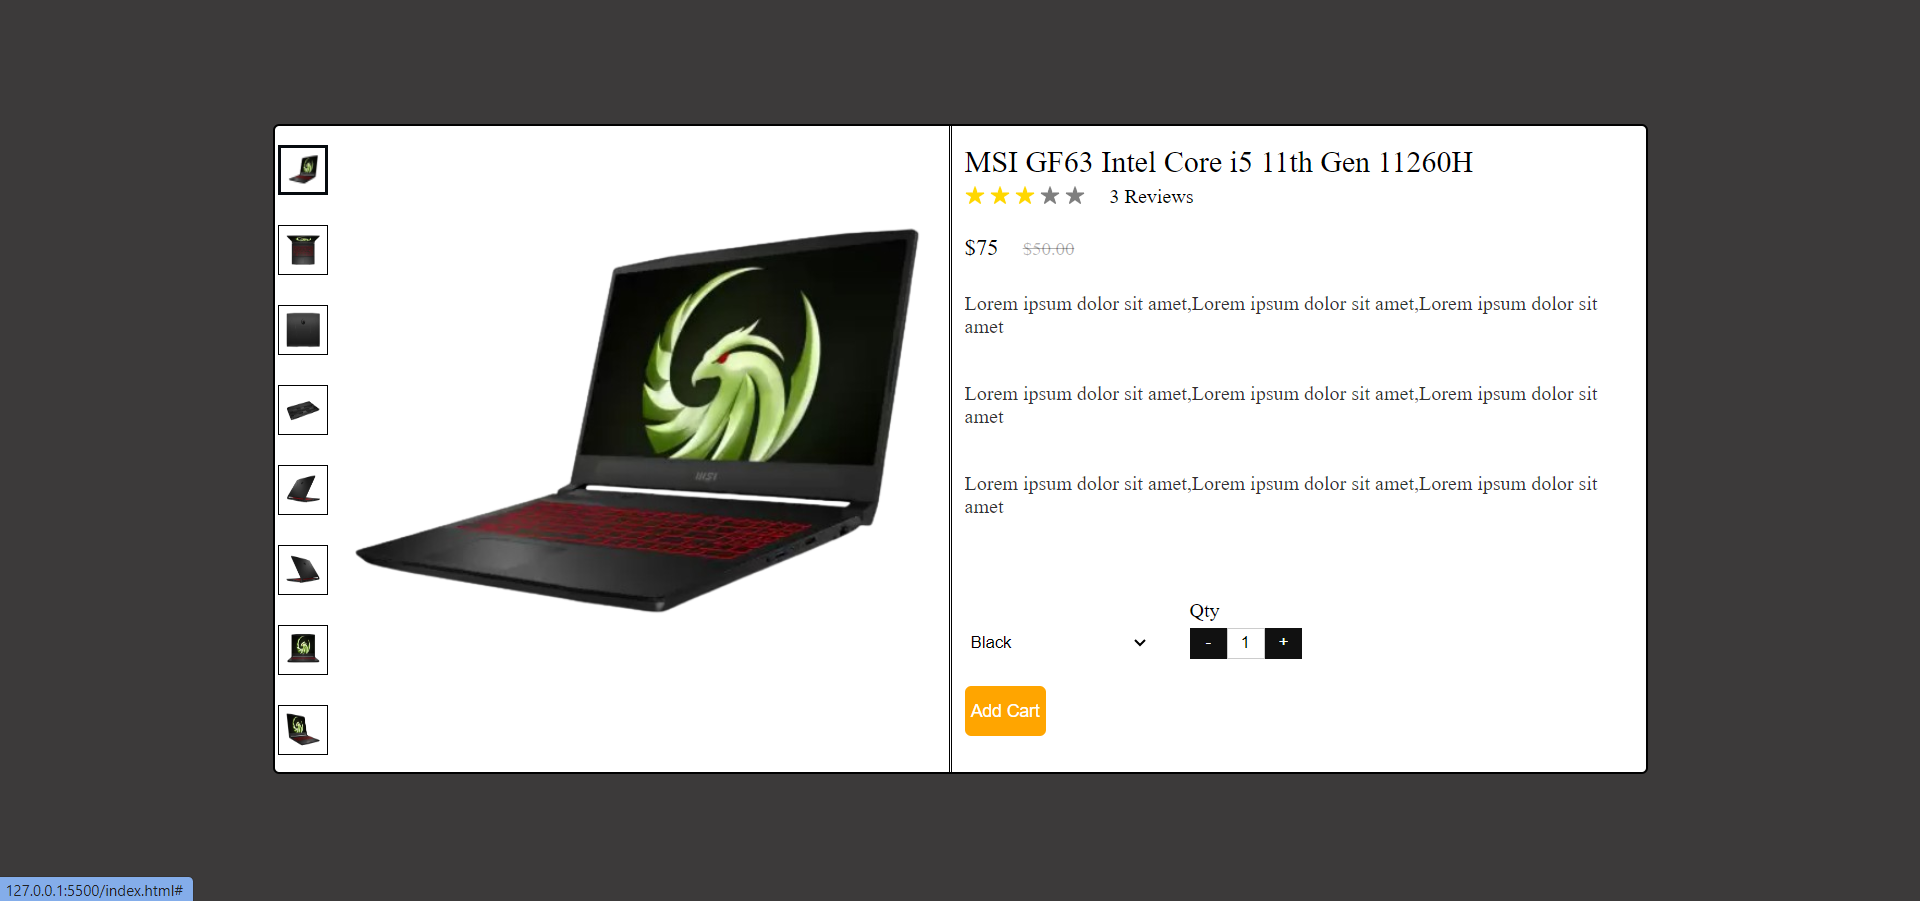 MSI GF63 Intel Core i5 11th Gen 11260H
3 Reviews
$75 $50.00
Lorem ipsum dolor sit amet,Lorem ipsum dolor sit amet,Lorem ipsum dolor sit
amet
Lorem ipsum dolor sit amet,Lorem ipsum dolor sit amet,Lorem ipsum dolor sit
amet
Lorem ipsum dolor sit amet,Lorem ipsum dolor sit amet,Lorem ipsum dolor sit
amet
msi
Qty
Black
- 1 +
Add Cart
127.0.0.1:5500/index.html#